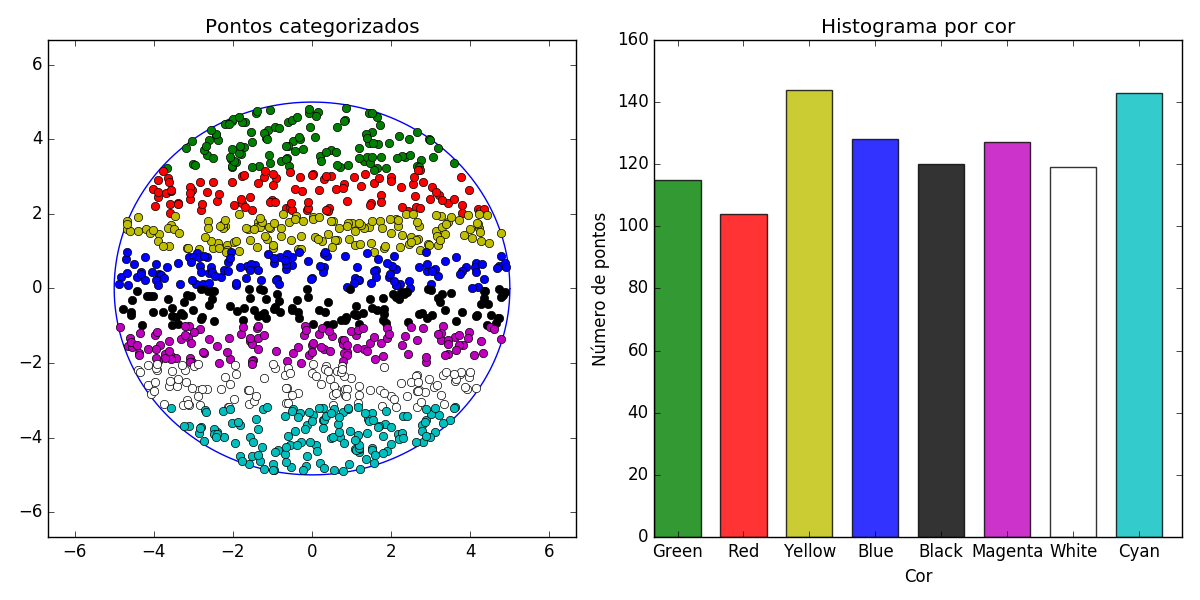 Pontos categorizados
6
4
2
0
−2
−4
−6
−6 −4 −2 0 2 4 6
Histograma por cor
160
140
120
100
80
60
40
20
0
Número de pontos
Green Red Yellow Blue Black Magenta White Cyan
Cor